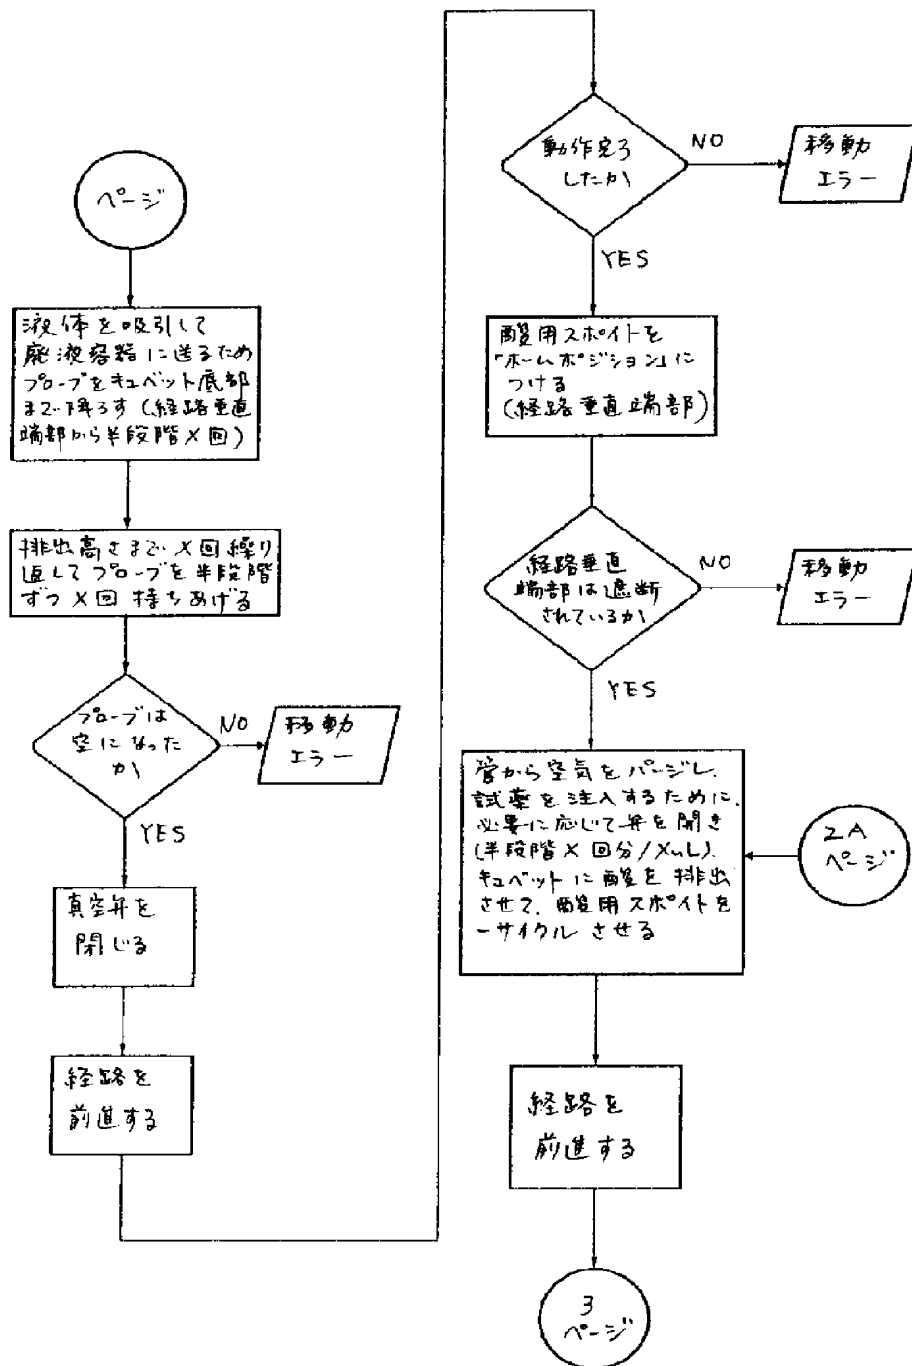 ページ
液体を吸引して
廃液容器に送るため
プローブをキュベット底部
まで降ろす(経路垂直
端部から半段階X回)
排出高さまでX回繰り
返してプローブを半段階
ずつX回持ちあげる
プローブは
空になった
か
NO
移動
エラー
YES
真空弁を
閉じる
経路を
前進する
動作完了
したか
NO
移動
エラー
YES
酸用スポイトを
「ホームポジション」に
つける
(経路垂直端部)
経路垂直
端部は遮断
されているか
NO
移動
エラー
YES
管から空気をパージし、
試薬を注入するために、
必要に応じて弁を開き
(半段階X回分/XuL)、
キュベットに酸を排出
させて、酸用スポイトを
一サイクルさせる
2A
ページ
経路を
前進する
3
ページ